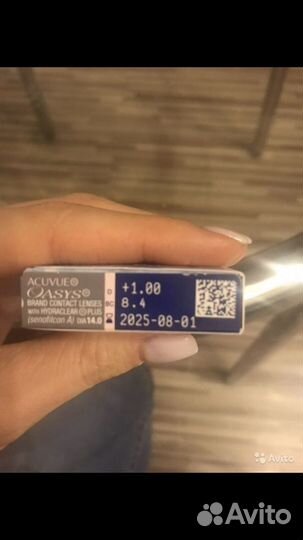 ACUVUE®
OASYS®
BRAND CONTACT LENSES
WITH HYDRACLEAR® PLUS
(senofilcon A) DIA 14.0
D +1.00
BC 8.4
2025-08-01
Avito
Avito